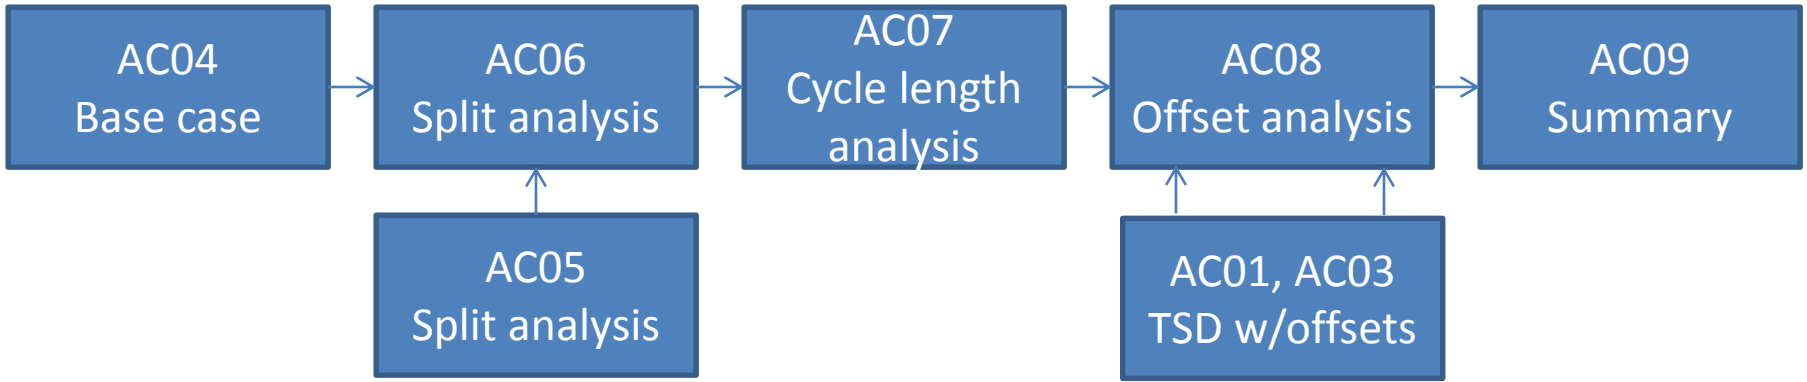 AC04
Base case
AC06
Split analysis
AC07
Cycle length
analysis
AC08
Offset analysis
AC09
Summary
AC05
Split analysis
AC01, AC03
TSD w/offsets